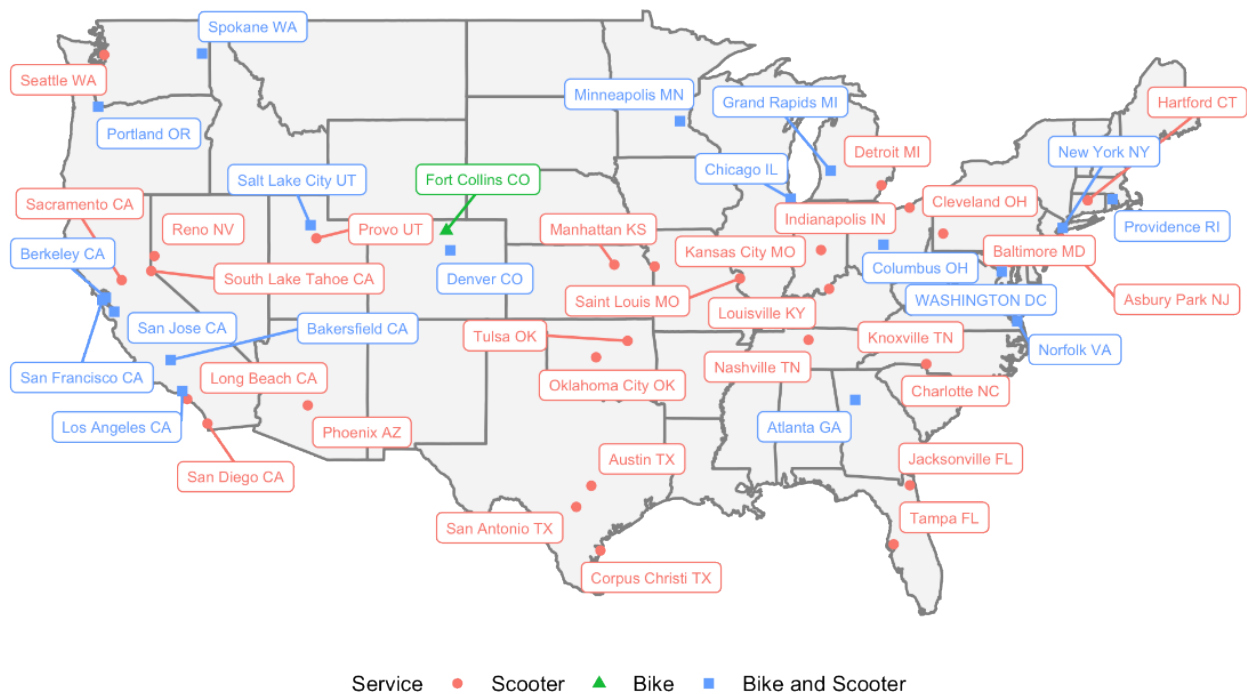 Spokane WA
Seattle WA
Minneapolis MN
Grand Rapids MI
Hartford CT
Portland OR
Detroit MI
New York NY
Chicago IL
Salt Lake City UT
Fort Collins CO
Sacramento CA
Cleveland OH
Indianapolis IN
Reno NV
Provo UT
Manhattan KS
Providence RI
Berkeley CA
Kansas City MO
Baltimore MD
South Lake Tahoe CA
Denver CO
Columbus OH
Saint Louis MO
WASHINGTON DC
Asbury Park NJ
Louisville KY
San Jose CA
Bakersfield CA
Tulsa OK
Knoxville TN
Norfolk VA
San Francisco CA
Long Beach CA
Nashville TN
Oklahoma City OK
Charlotte NC
Los Angeles CA
Phoenix AZ
Atlanta GA
San Diego CA
Austin TX
Jacksonville FL
San Antonio TX
Tampa FL
Corpus Christi TX
Service Scooter Bike Bike and Scooter